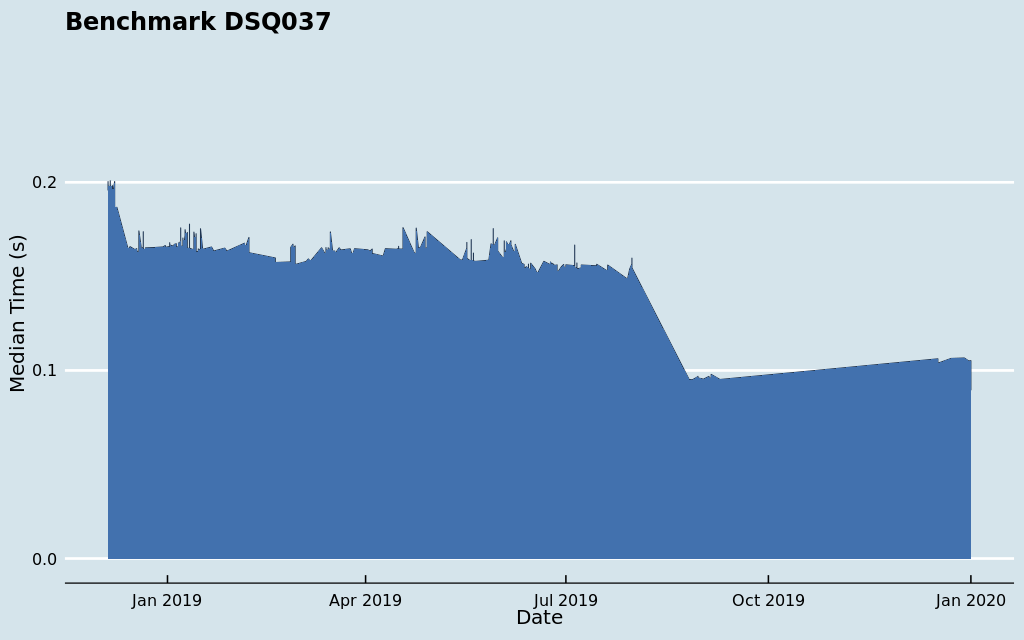 Benchmark DSQ037
Median Time (s)
0.2
0.1
0.0
Jan 2019
Apr 2019
Jul 2019
Oct 2019
Jan 2020
Date